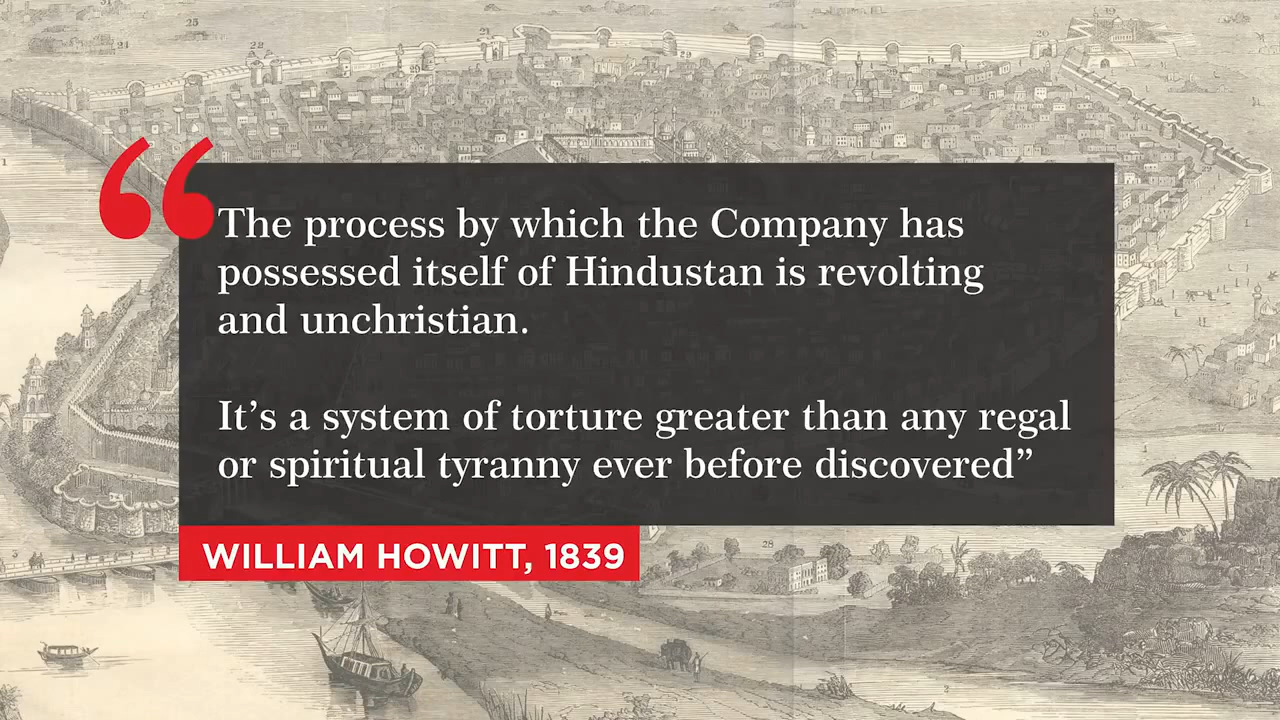 “
The process by which the Company has
possessed itself of Hindustan is revolting
and unchristian.
It’s a system of torture greater than any regal
or spiritual tyranny ever before discovered”
WILLIAM HOWITT, 1839